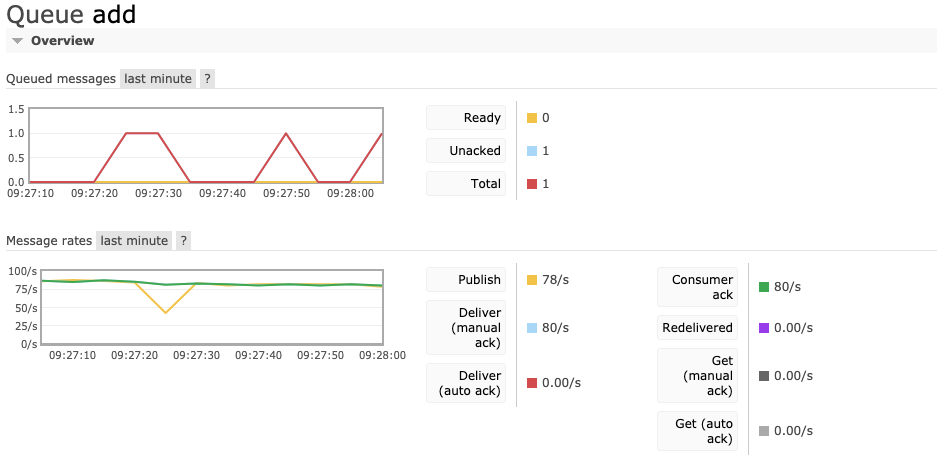 Queue add
Overview
Queued messages last minute ?
1.5
1.0
0.5
0.0
09:27:10 09:27:20 09:27:30 09:27:40 09:27:50 09:28:00
Ready 0
Unacked 1
Total 1
Message rates last minute ?
100/s
75/s
50/s
25/s
0/s
09:27:10 09:27:20 09:27:30 09:27:40 09:27:50 09:28:00
Publish 78/s
Deliver
(manual 80/s
ack)
Deliver
(auto ack) 0.00/s
Consumer
ack 80/s
Redelivered 0.00/s
Get
(manual 0.00/s
ack)
Get (auto
ack) 0.00/s